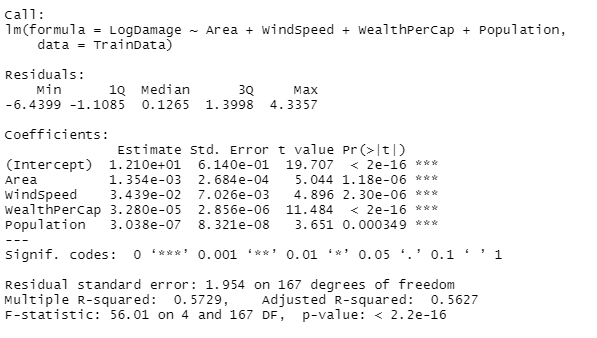 Call:
lm(formula = LogDamage ~ Area + WindSpeed + WealthPerCap + Population,
    data = TrainData)

Residuals:
    Min      1Q  Median      3Q     Max
-6.4399 -1.1085  0.1265  1.3998  4.3357

Coefficients:
              Estimate Std. Error t value Pr(>|t|)
(Intercept)  1.210e+01  6.140e-01  19.707  < 2e-16 ***
Area         1.354e-03  2.684e-04   5.044 1.18e-06 ***
WindSpeed    3.439e-02  7.026e-03   4.896 2.30e-06 ***
WealthPerCap 3.280e-05  2.856e-06  11.484  < 2e-16 ***
Population   3.038e-07  8.321e-08   3.651 0.000349 ***
---
Signif. codes:  0 ‘***’ 0.001 ‘**’ 0.01 ‘*’ 0.05 ‘.’ 0.1 ‘ ’ 1

Residual standard error: 1.954 on 167 degrees of freedom
Multiple R-squared:  0.5729,    Adjusted R-squared:  0.5627
F-statistic: 56.01 on 4 and 167 DF,  p-value: < 2.2e-16